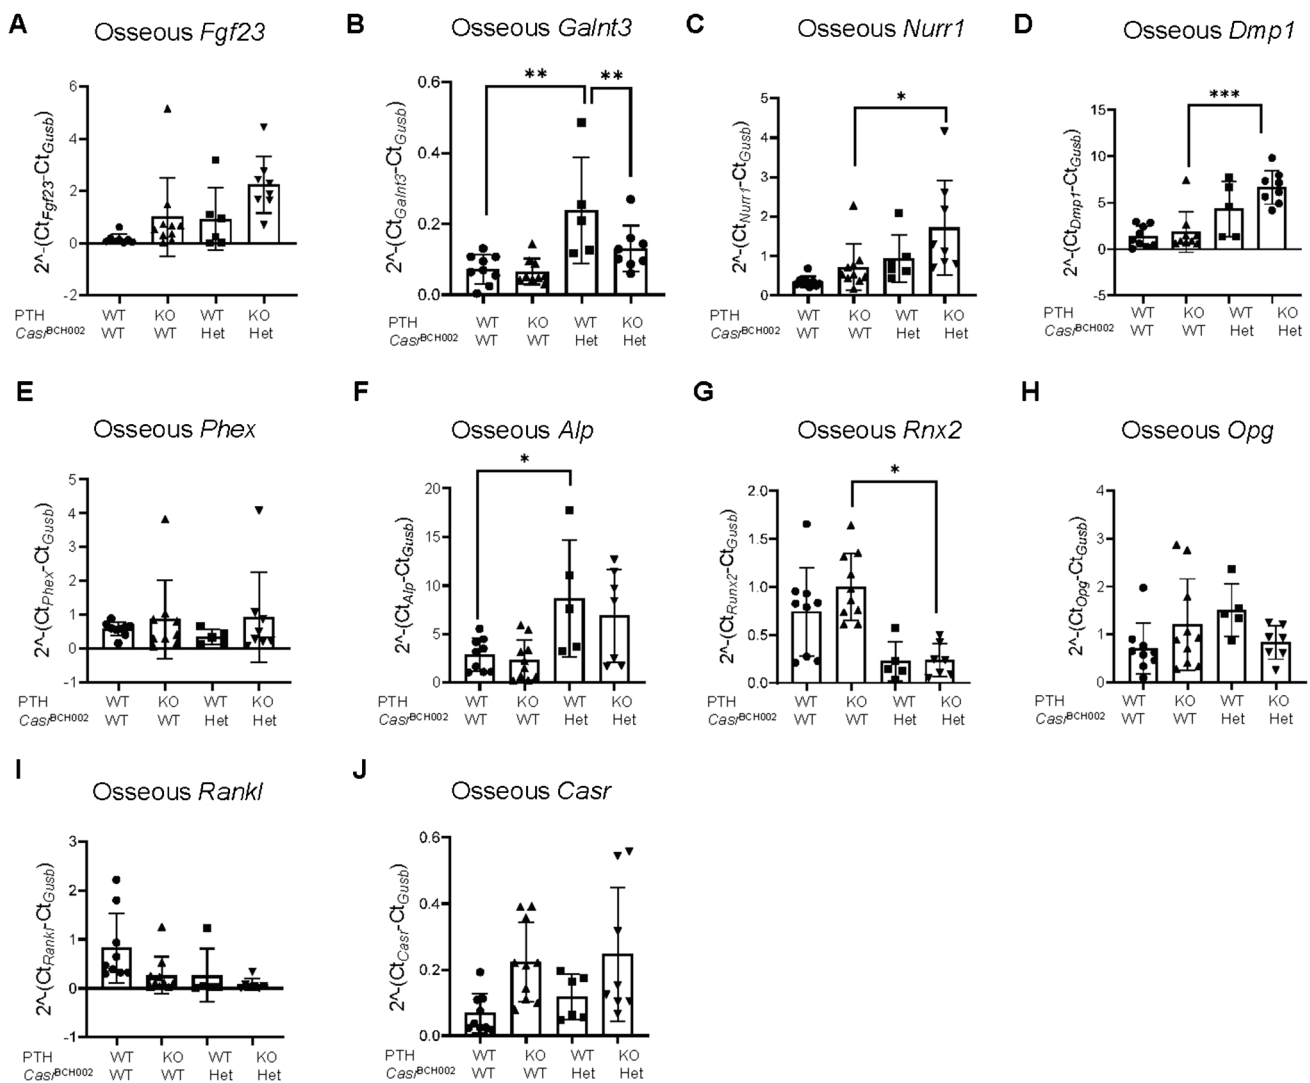 A
Osseous Fgf23
2^-(CtFgf23-CtGusb)
6
4
2
0
-2
PTH WT KO WT KO
CasrBCH002 WT WT Het Het
B
Osseous Galnt3
2^-(CtGalnt3-CtGusb)
** **
0.6
0.4
0.2
0.0
PTH WT KO WT KO
CasrBCH002 WT WT Het Het
C
Osseous Nurr1
2^-(CtNurr1-CtGusb)
*
5
4
3
2
1
0
PTH WT KO WT KO
CasrBCH002 WT WT Het Het
D
Osseous Dmp1
2^-(CtDmp1-CtGusb)
***
15
10
5
0
-5
PTH WT KO WT KO
CasrBCH002 WT WT Het Het
E
Osseous Phex
2^-(CtPhex-CtGusb)
5
4
3
2
1
0
-1
PTH WT KO WT KO
CasrBCH002 WT WT Het Het
F
Osseous Alp
2^-(CtAlp-CtGusb)
*
20
15
10
5
0
PTH WT KO WT KO
CasrBCH002 WT WT Het Het
G
Osseous Rnx2
2^-(CtRunx2-CtGusb)
*
2.0
1.5
1.0
0.5
0.0
PTH WT KO WT KO
CasrBCH002 WT WT Het Het
H
Osseous Opg
2^-(CtOpg-CtGusb)
4
3
2
1
0
PTH WT KO WT KO
CasrBCH002 WT WT Het Het
I
Osseous Rankl
2^-(CtRankl-CtGusb)
3
2
1
0
-1
PTH WT KO WT KO
CasrBCH002 WT WT Het Het
J
Osseous Casr
2^-(CtCasr-CtGusb)
0.6
0.4
0.2
0.0
PTH WT KO WT KO
CasrBCH002 WT WT Het Het